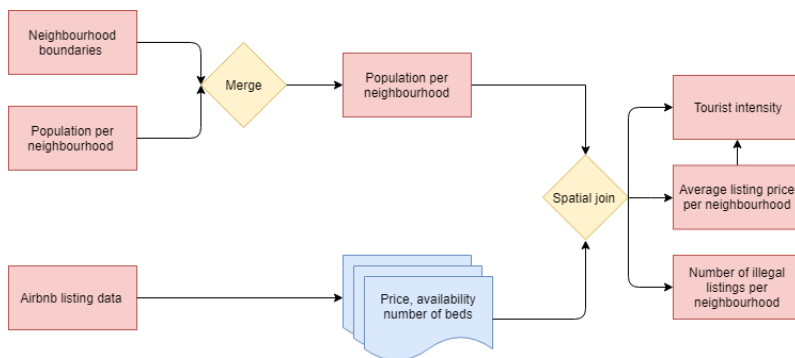 Neighbourhood
boundaries
Population per
neighbourhood
Merge
Population per
neighbourhood
Airbnb listing data
Price, availability
number of beds
Spatial join
Tourist intensity
Average listing price
per neighbourhood
Number of illegal
listings per
neighbourhood